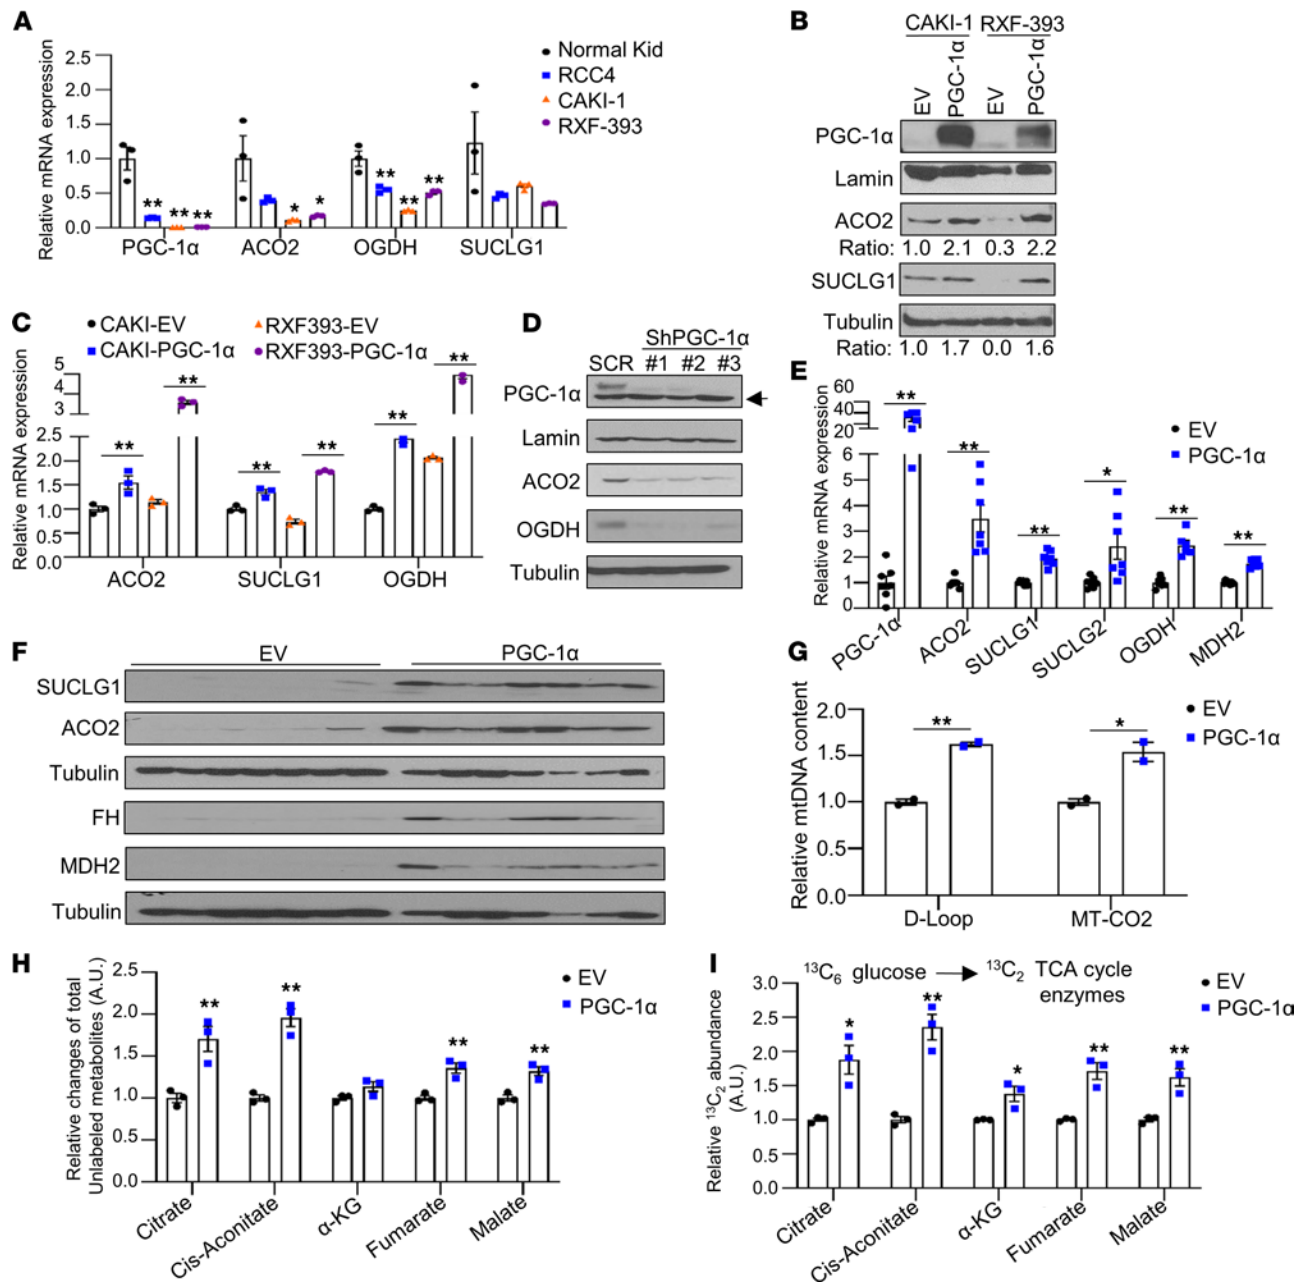 A
Relative mRNA expression
2.5
2.0
1.5
1.0
0.5
0.0
Normal Kid
RCC4
CAKI-1
RXF-393
** ** **
* *
** ** **
PGC-1α ACO2 OGDH SUCLG1
B
CAKI-1 RXF-393
EV PGC-1α EV PGC-1α
PGC-1α
Lamin
ACO2
Ratio: 1.0 2.1 0.3 2.2
SUCLG1
Tubulin
Ratio: 1.0 1.7 0.0 1.6
C
CAKI-EV RXF393-EV
CAKI-PGC-1α RXF393-PGC-1α
Relative mRNA expression
5
4
3
2.5
2.0
1.5
1.0
0.5
0.0
** **
** **
** **
ACO2 SUCLG1 OGDH
D
ShPGC-1α
SCR #1 #2 #3
PGC-1α
Lamin
ACO2
OGDH
Tubulin
E
Relative mRNA expression
60
40
20
6
5
4
3
2
1
0
EV
PGC-1α
** ** ** * ** **
PGC-1α ACO2 SUCLG1 SUCLG2 OGDH MDH2
F
EV PGC-1α
SUCLG1
ACO2
Tubulin
FH
MDH2
Tubulin
G
Relative mtDNA content
2.0
1.5
1.0
0.5
0.0
EV
PGC-1α
** *
D-Loop MT-CO2
H
Relative changes of total
Unlabeled metabolites (A.U.)
2.5
2.0
1.5
1.0
0.5
0.0
EV
PGC-1α
** ** ** **
Citrate Cis-Aconitate α-KG Fumarate Malate
I
¹³C₆ glucose → ¹³C₂ TCA cycle
enzymes
Relative ¹³C₂ abundance
(A.U.)
3.0
2.5
2.0
1.5
1.0
0.5
0.0
EV
PGC-1α
* ** * ** **
Citrate Cis-Aconitate α-KG Fumarate Malate